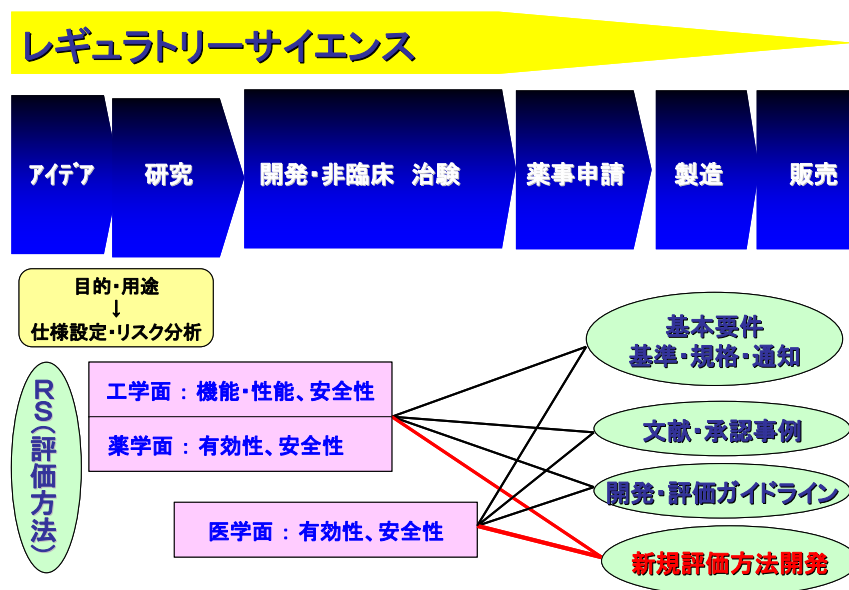 レギュラトリーサイエンス
ｱｲﾃﾞｱ
研究
開発・非臨床　治験
薬事申請
製造
販売
目的・用途
↓
仕様設定・リスク分析
ＲＳ（評価方法）
工学面：機能・性能、安全性
薬学面：有効性、安全性
医学面：有効性、安全性
基本要件
基準・規格・通知
文献・承認事例
開発・評価ガイドライン
新規評価方法開発